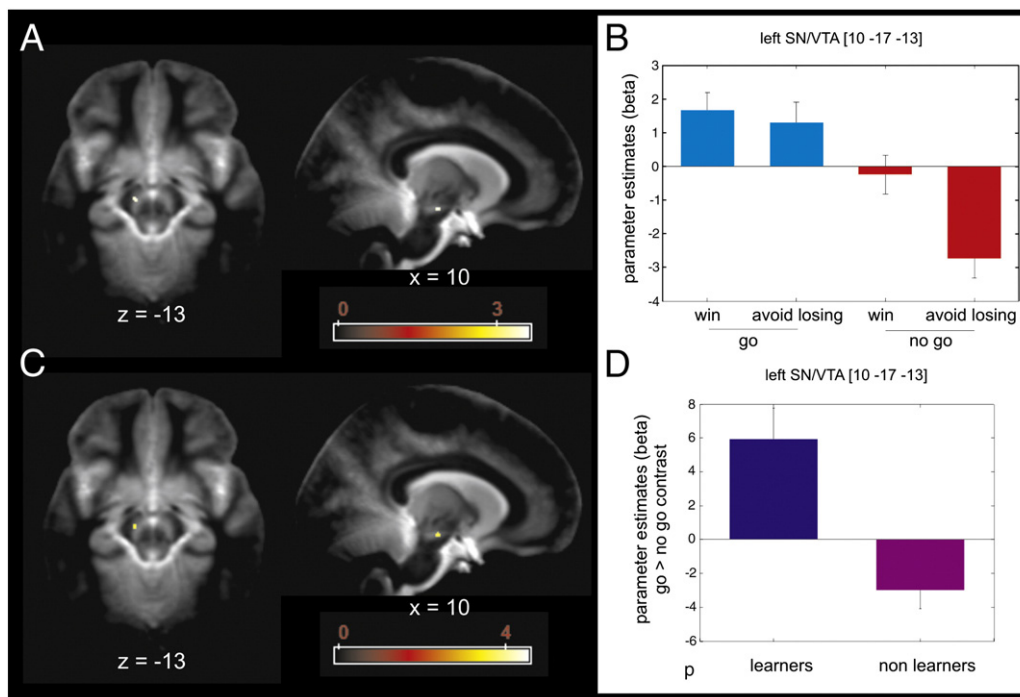 A
z = -13
x = 10
0 3
B
left SN/VTA [10 -17 -13]
parameter estimates (beta)
3
2
1
0
-1
-2
-3
-4
win avoid losing win avoid losing
go no go
C
z = -13
x = 10
0 4
D
left SN/VTA [10 -17 -13]
parameter estimates (beta)
go > no go contrast
8
6
4
2
0
-2
-4
-6
p learners non learners